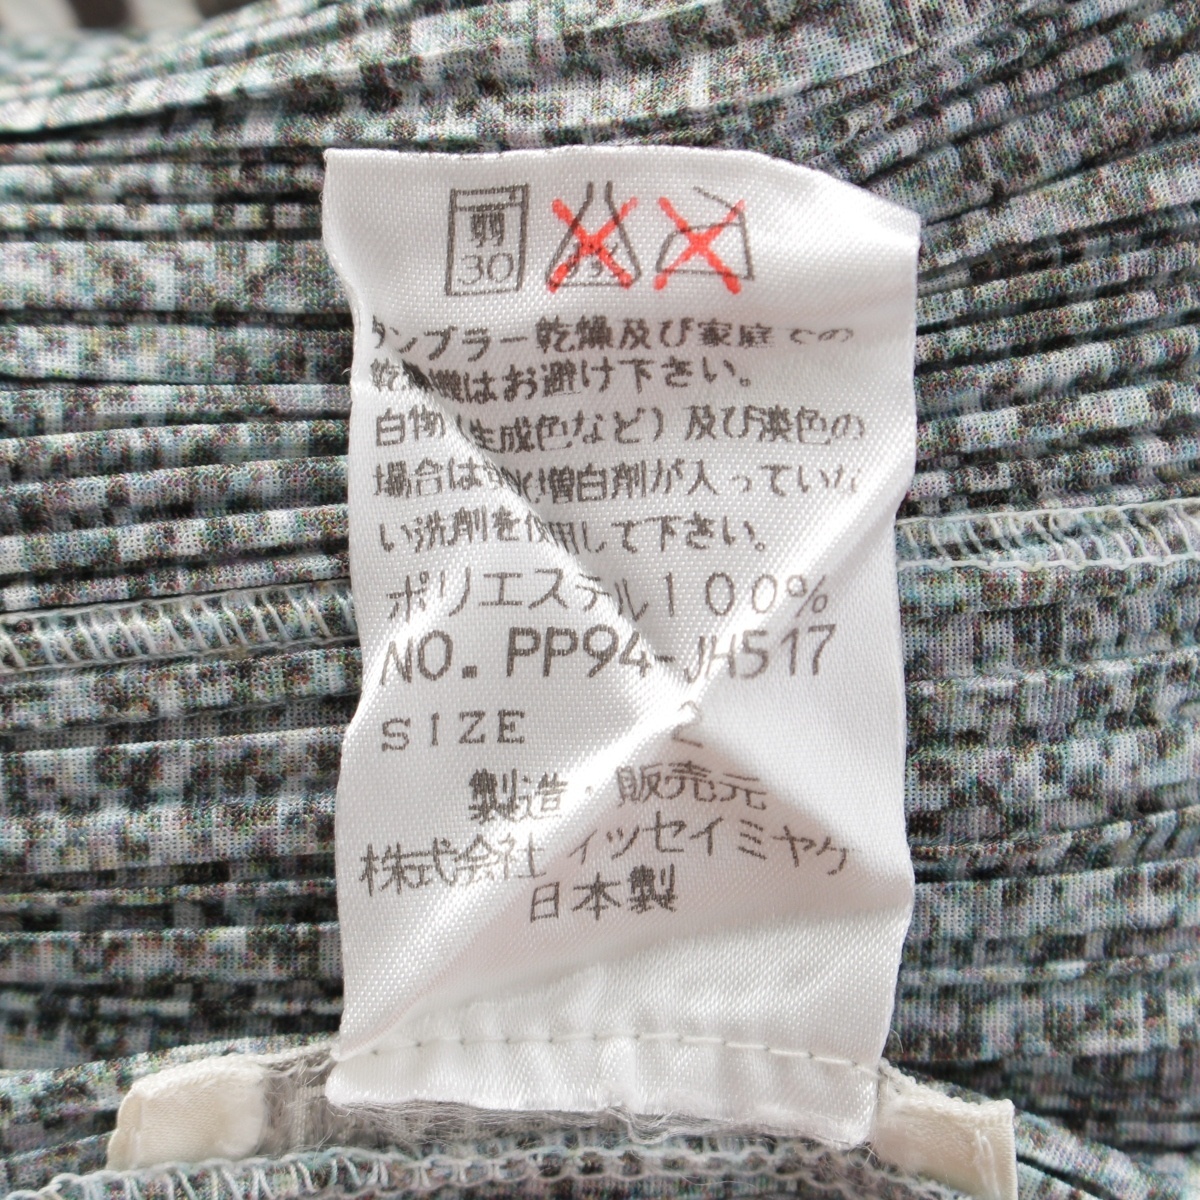 弱
30
タンブラー乾燥及び家庭での
乾燥機はお避け下さい。
白物(生成色など)及び淡色の
場合は蛍光増白剤が入っていな
い洗剤を使用して下さい。
ポリエステル100%
NO. PP94-JH517
SIZE 2
製造・販売元
株式会社イッセイミヤケ
日本製